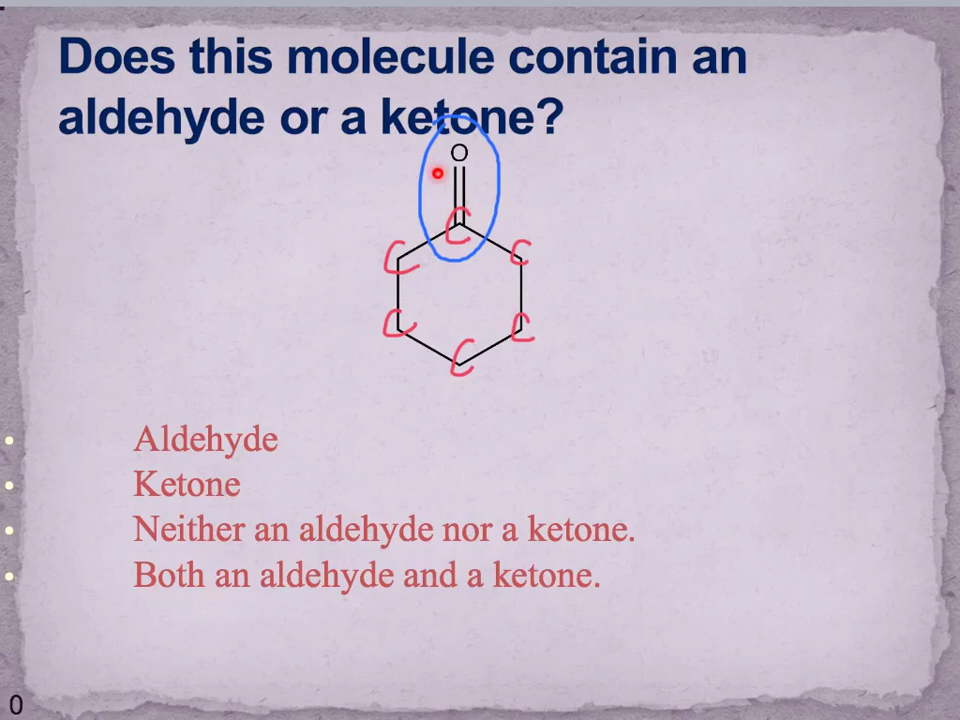 Does this molecule contain an
aldehyde or a ketone?
O
C
C
C
C
C
C
Aldehyde
Ketone
Neither an aldehyde nor a ketone.
Both an aldehyde and a ketone.
0